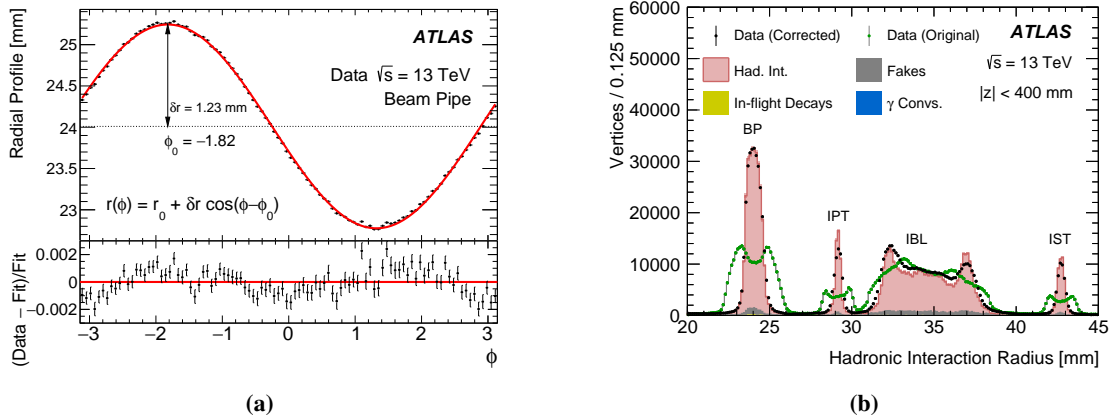 Radial Profile [mm]
25
24.5
24
23.5
23
ATLAS
Data √s = 13 TeV
Beam Pipe
δr = 1.23 mm
ϕ₀ = −1.82
r(ϕ) = r₀ + δr cos(ϕ−ϕ₀)
(Data − Fit)/Fit
0.002
0
−0.002
−3 −2 −1 0 1 2 3
ϕ
(a)
Vertices / 0.125 mm
60000
50000
40000
30000
20000
10000
0
Data (Corrected)
Data (Original)
ATLAS
Had. Int.
Fakes
√s = 13 TeV
In-flight Decays
γ Convs.
|z| < 400 mm
BP
IPT
IBL
IST
20 25 30 35 40 45
Hadronic Interaction Radius [mm]
(b)